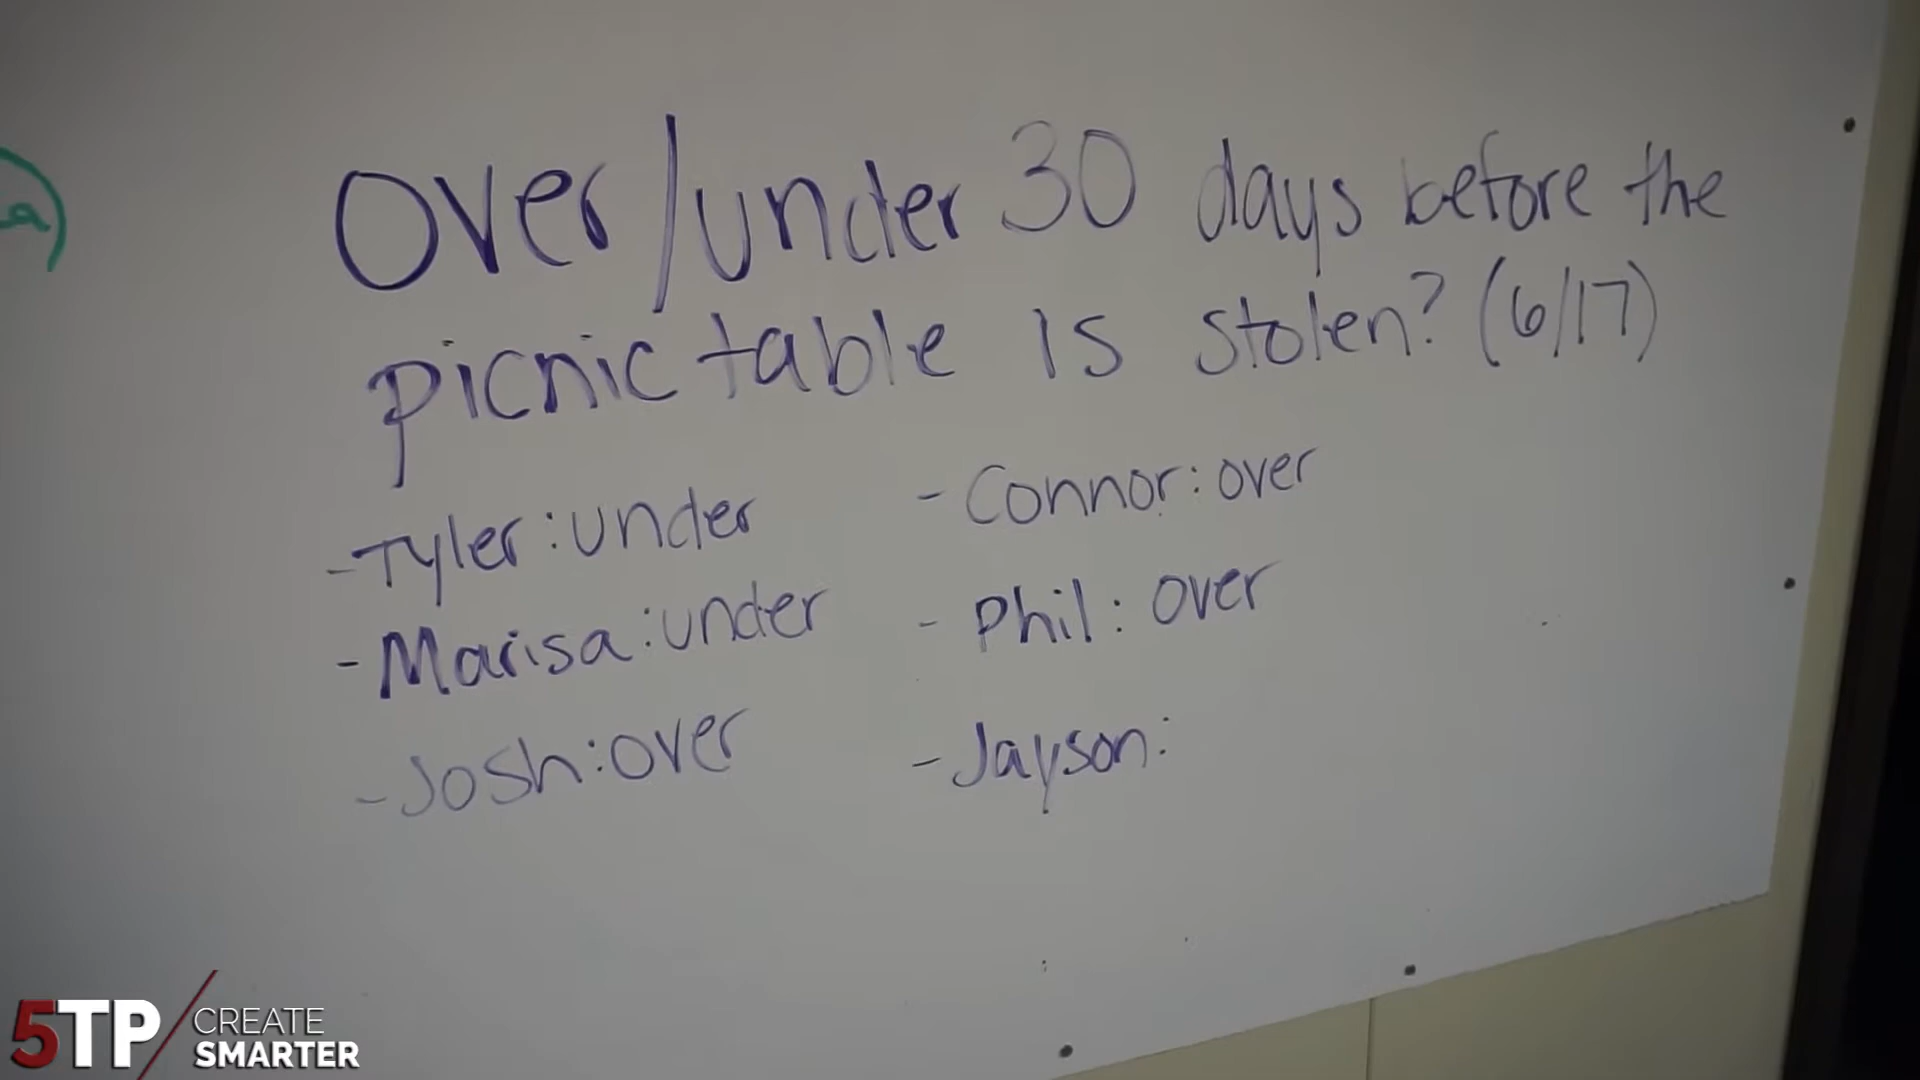 a)
Over/under 30 days before the
picnic table is stolen? (6/17)
-Tyler: under
-Marisa: under
-Josh: over
- Connor: over
- Phil: over
-Jayson:
5TP/CREATE
SMARTER